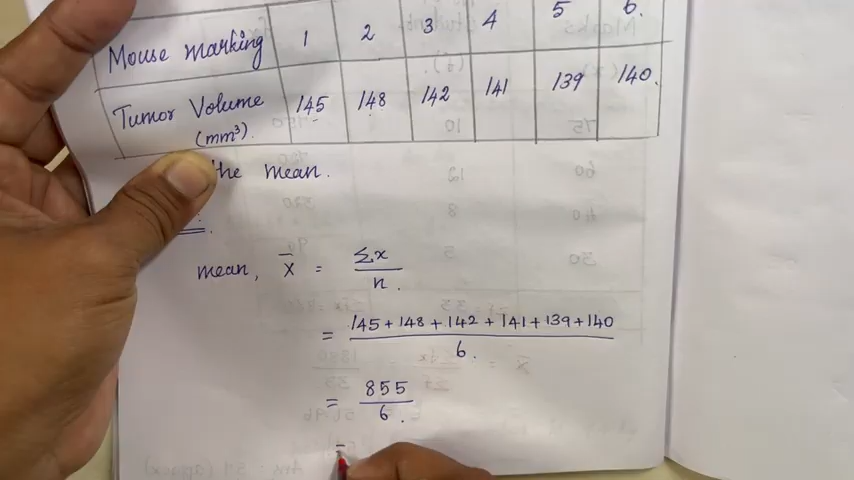 Mouse marking 1 2 3 4 5 6.
Tumor Volume (mm³). 145 148 142 141 139 140.
the mean.
mean, X̄ = Σx / n.
= 145+148+142+141+139+140 / 6.
= 855 / 6.
=